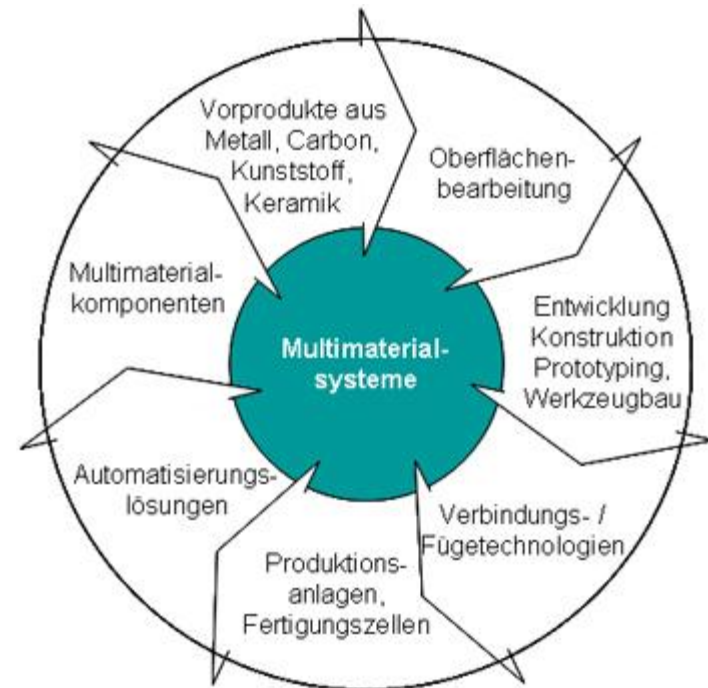 Vorprodukte aus
Metall, Carbon,
Kunststoff,
Keramik
Oberflächen-
bearbeitung
Entwicklung
Konstruktion
Prototyping,
Werkzeugbau
Verbindungs- /
Fügetechnologien
Produktions-
anlagen,
Fertigungszellen
Automatisierungs-
lösungen
Multimaterial-
komponenten
Multimaterial-
systeme